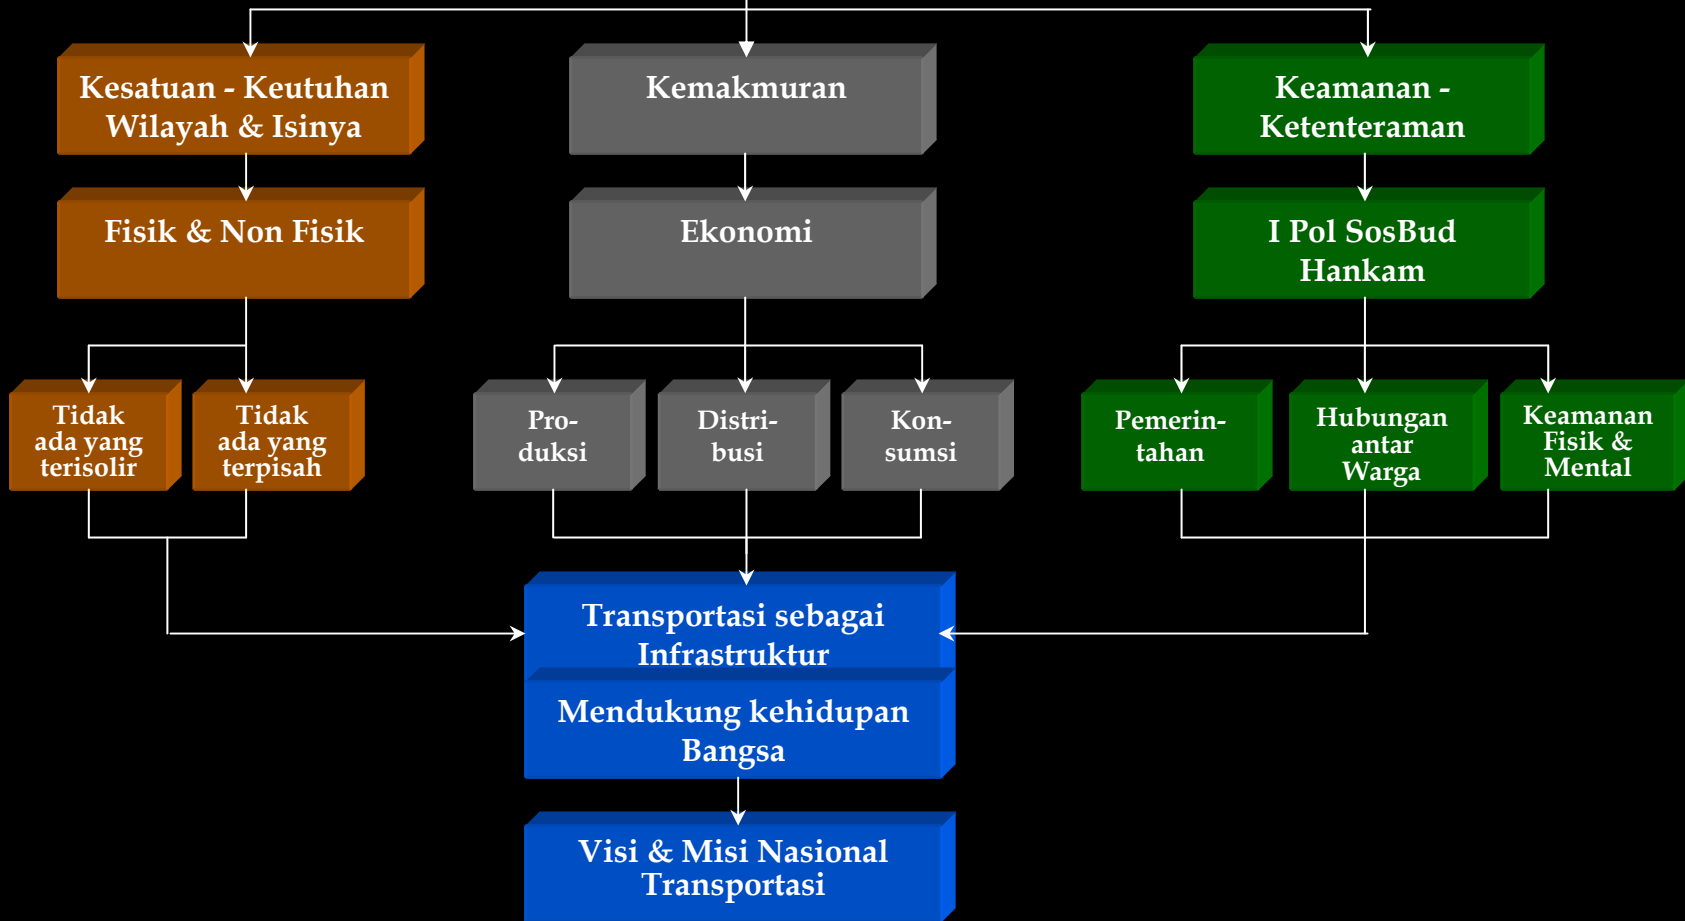 Kesatuan - Keutuhan
Wilayah & Isinya
Kemakmuran
Keamanan -
Ketenteraman
Fisik & Non Fisik
Ekonomi
I Pol SosBud
Hankam
Tidak
ada yang
terisolir
Tidak
ada yang
terpisah
Pro-
duksi
Distri-
busi
Kon-
sumsi
Pemerin-
tahan
Hubungan
antar
Warga
Keamanan
Fisik &
Mental
Transportasi sebagai
Infrastruktur
Mendukung kehidupan
Bangsa
Visi & Misi Nasional
Transportasi